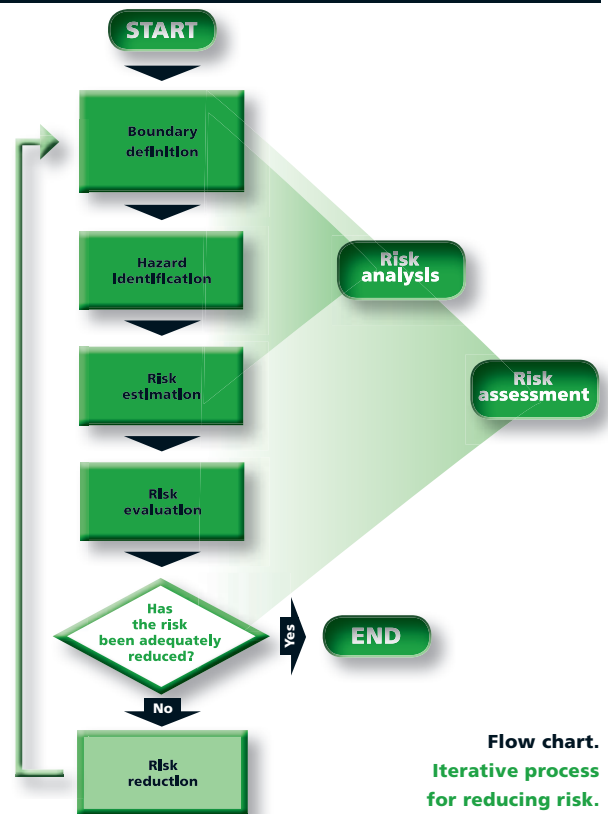 START
Boundary
definition
Hazard
identification
Risk
analysis
Risk
estimation
Risk
assessment
Risk
evaluation
Has
the risk
been adequately
reduced?
Yes
END
No
Risk
reduction
Flow chart.
Iterative process
for reducing risk.